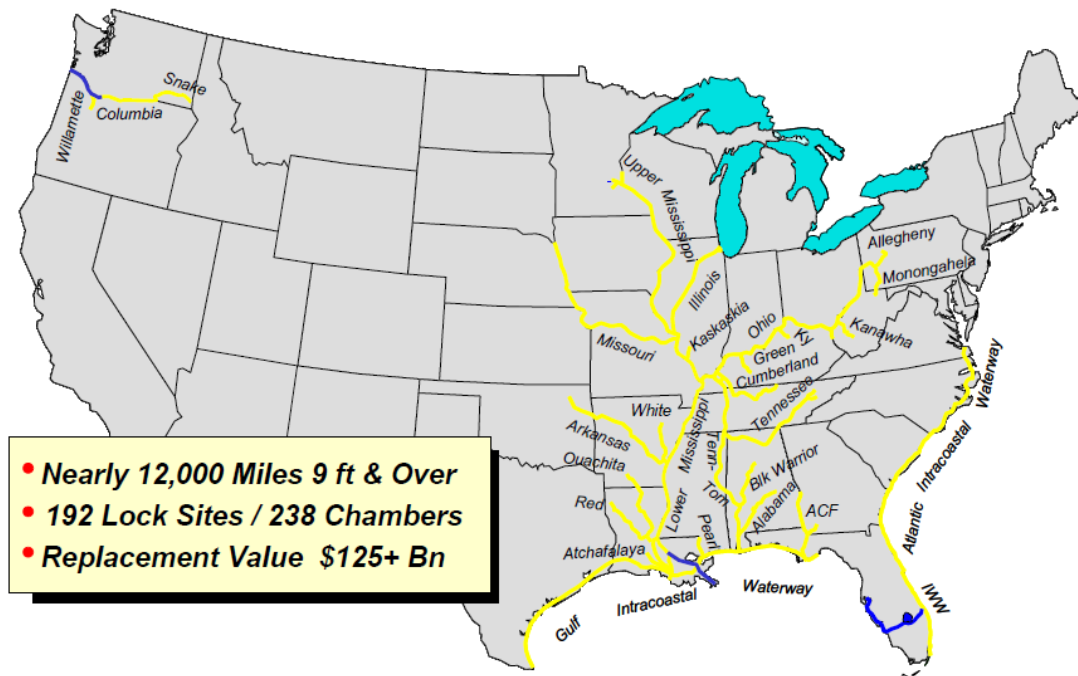 Snake
Columbia
Willamette
Upper
Mississippi
Illinois
Allegheny
Monongahela
Kaskaskia
Ohio
Ky
Kanawha
Missouri
Green
Cumberland
Tennessee
White
Arkansas
Ouachita
Red
Atchafalaya
Lower
Mississippi
Pearl
Tenn-
Tom
Blk Warrior
Alabama
ACF
Atlantic
Intracoastal
Waterway
IWW
Gulf
Intracoastal
Waterway
• Nearly 12,000 Miles 9 ft & Over
• 192 Lock Sites / 238 Chambers
• Replacement Value $125+ Bn